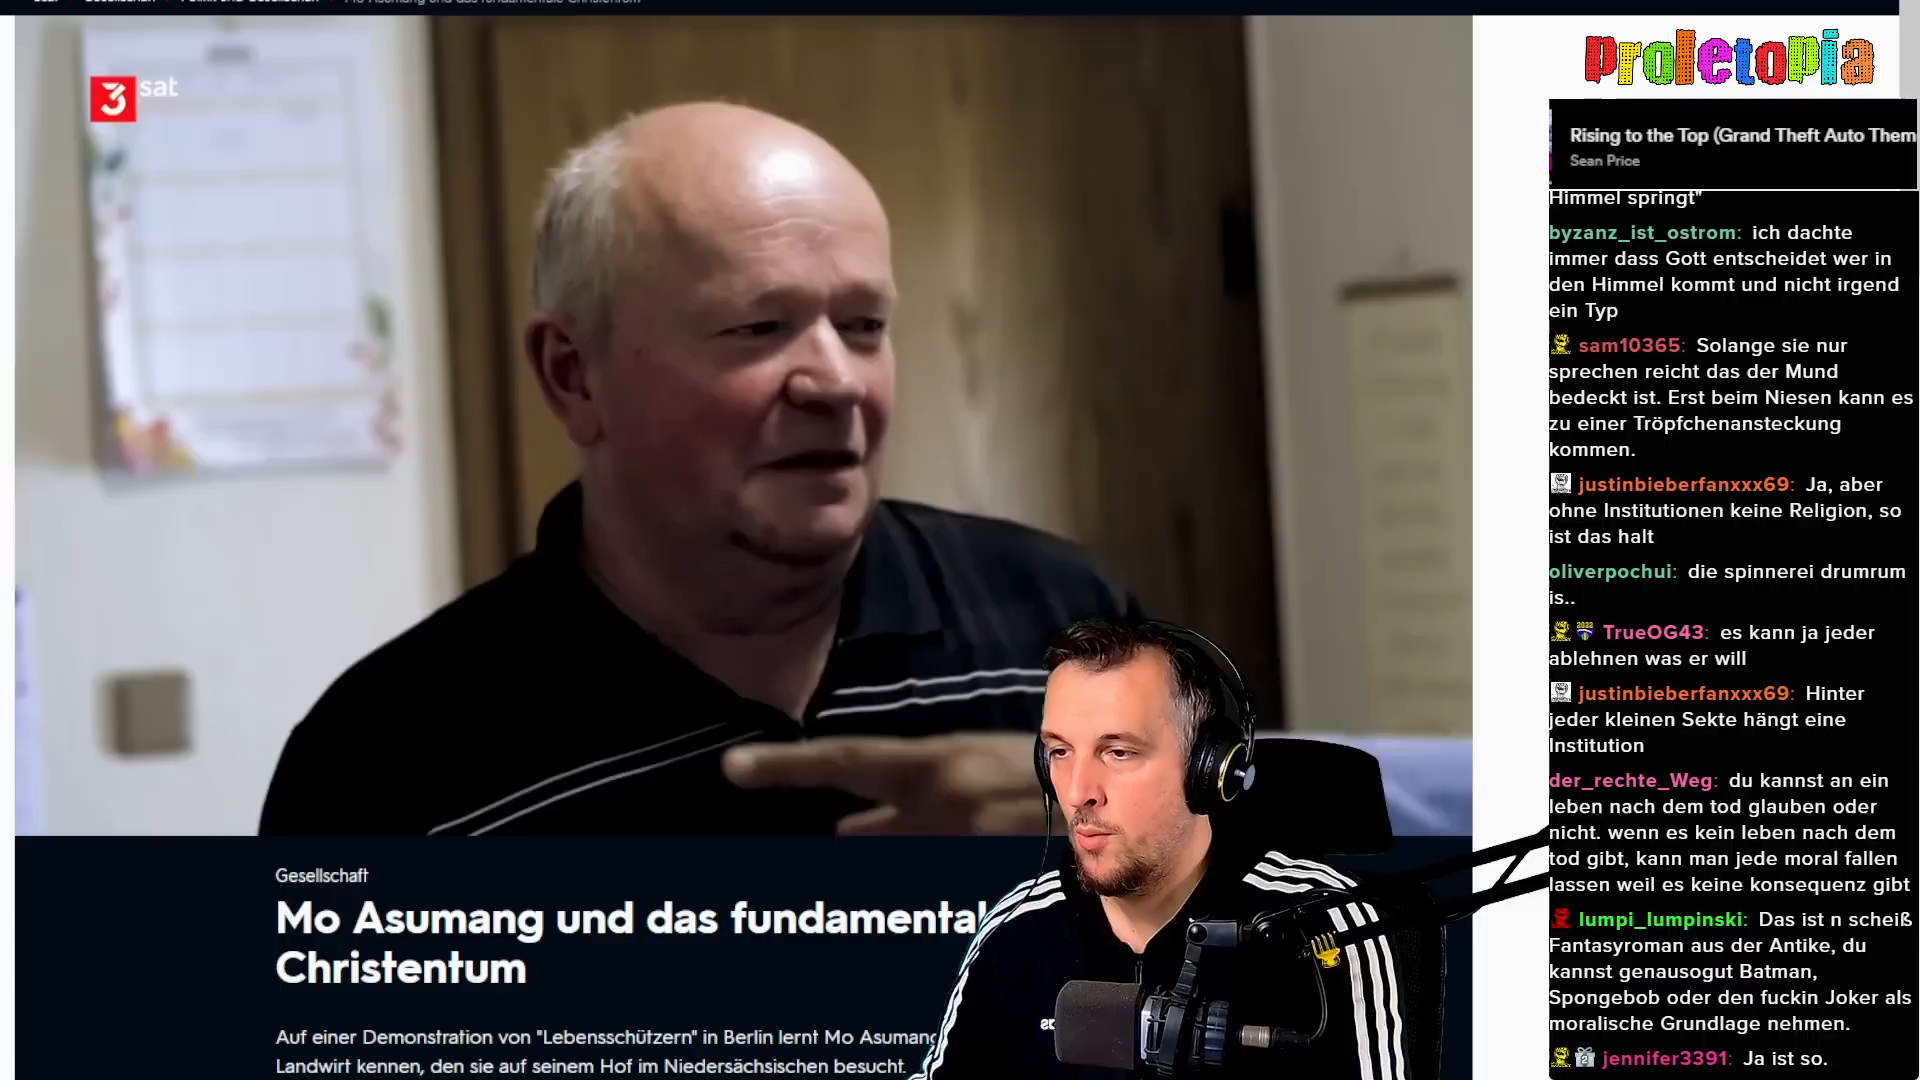 Mo Asumang und das fundamentale Christentum
3sat
proletopia
Rising to the Top (Grand Theft Auto Them
Sean Price
Himmel springt"
byzanz_ist_ostrom: ich dachte
immer dass Gott entscheidet wer in
den Himmel kommt und nicht irgend
ein Typ
sam10365: Solange sie nur
sprechen reicht das der Mund
bedeckt ist. Erst beim Niesen kann es
zu einer Tröpfchenansteckung
kommen.
justinbieberfanxxx69: Ja, aber
ohne Institutionen keine Religion, so
ist das halt
oliverpochui: die spinnerei drumrum
is..
TrueOG43: es kann ja jeder
ablehnen was er will
justinbieberfanxxx69: Hinter
jeder kleinen Sekte hängt eine
Institution
der_rechte_Weg: du kannst an ein
leben nach dem tod glauben oder
nicht. wenn es kein leben nach dem
tod gibt, kann man jede moral fallen
lassen weil es keine konsequenz gibt
lumpi_lumpinski: Das ist n scheiß
Fantasyroman aus der Antike, du
kannst genausogut Batman,
Spongebob oder den fuckin Joker als
moralische Grundlage nehmen.
jennifer3391: Ja ist so.
Gesellschaft
Mo Asumang und das fundamental
Christentum
Auf einer Demonstration von "Lebensschützern" in Berlin lernt Mo Asumang
Landwirt kennen, den sie auf seinem Hof im Niedersächsischen besucht.